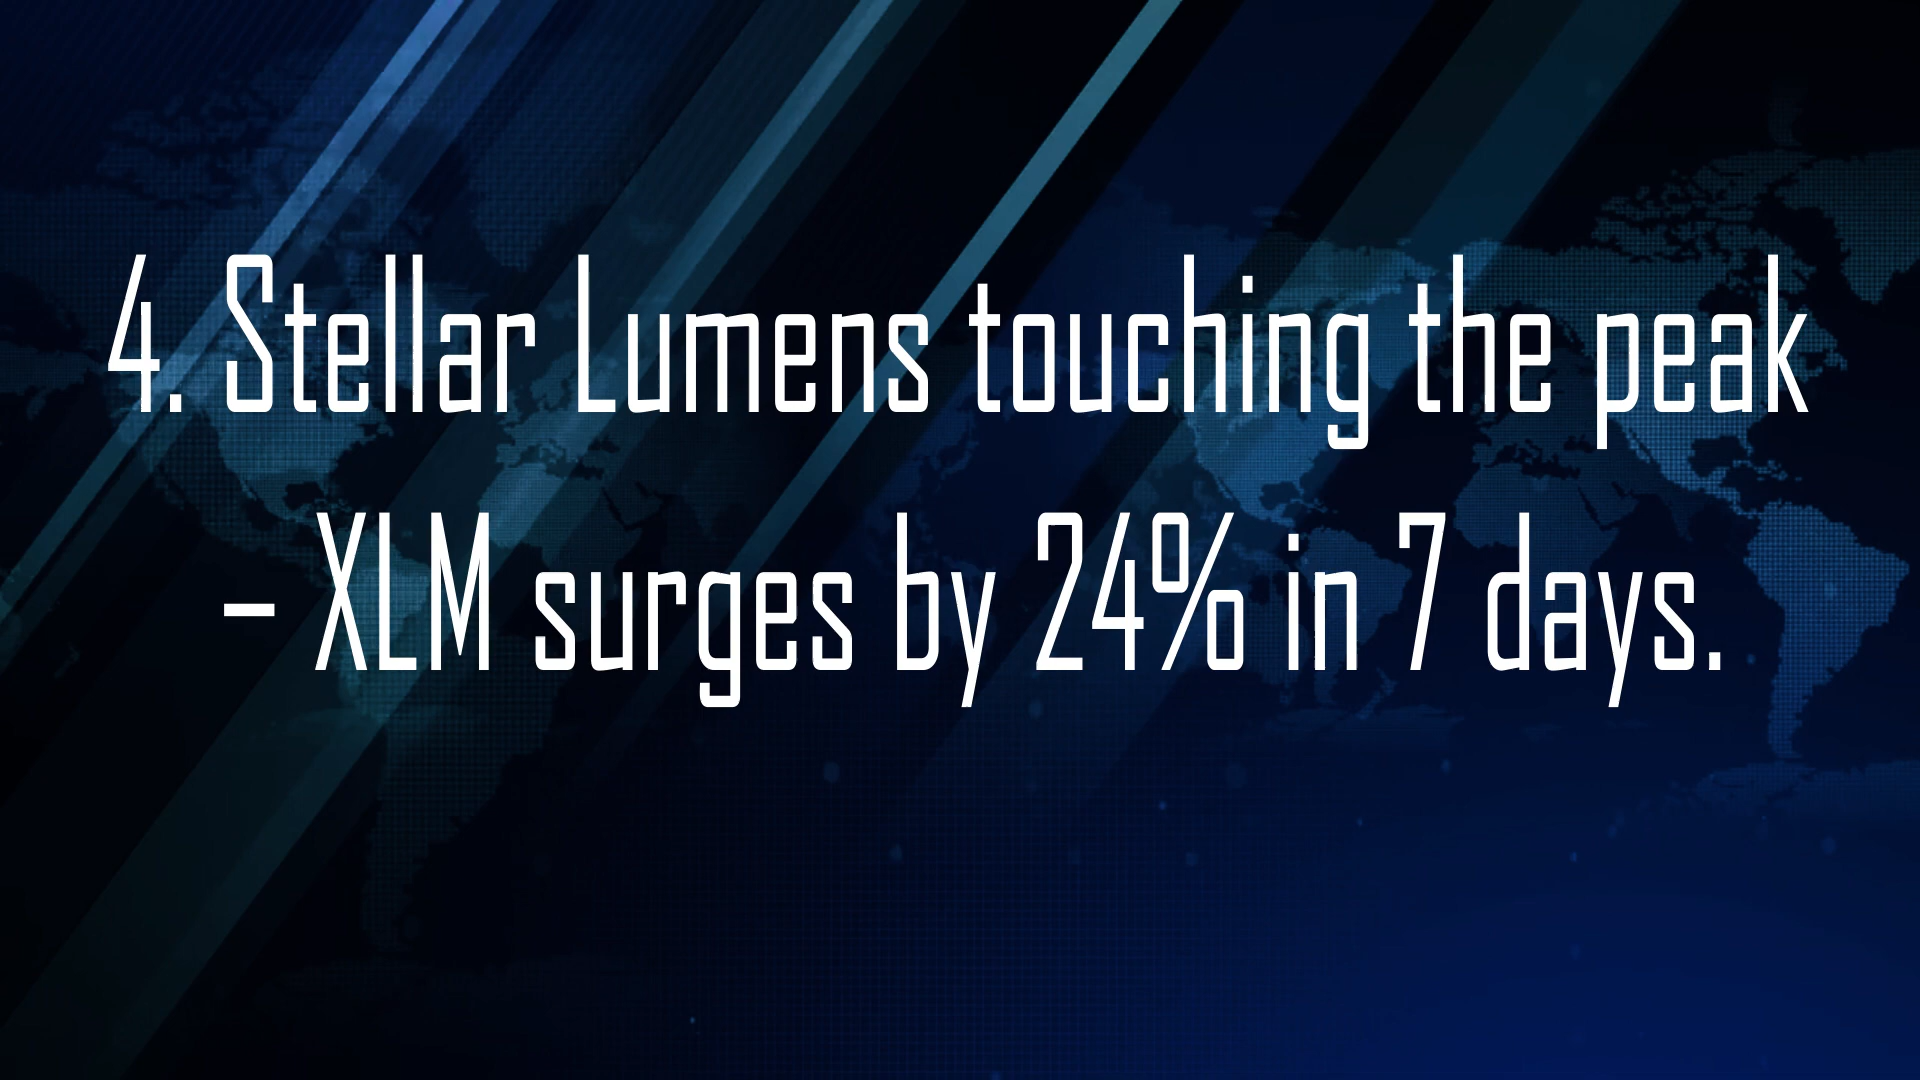 4. Stellar Lumens touching the peak
– XLM surges by 24% in 7 days.